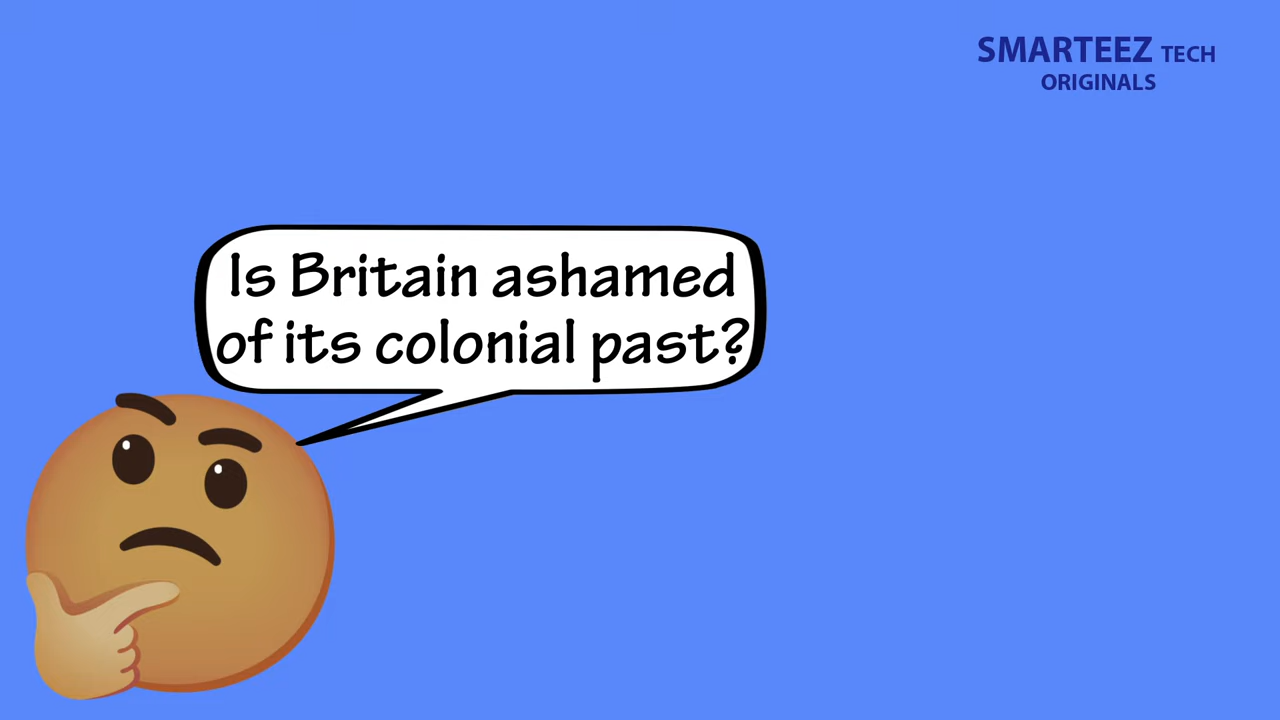 SMARTEEZ TECH
ORIGINALS
Is Britain ashamed
of its colonial past?